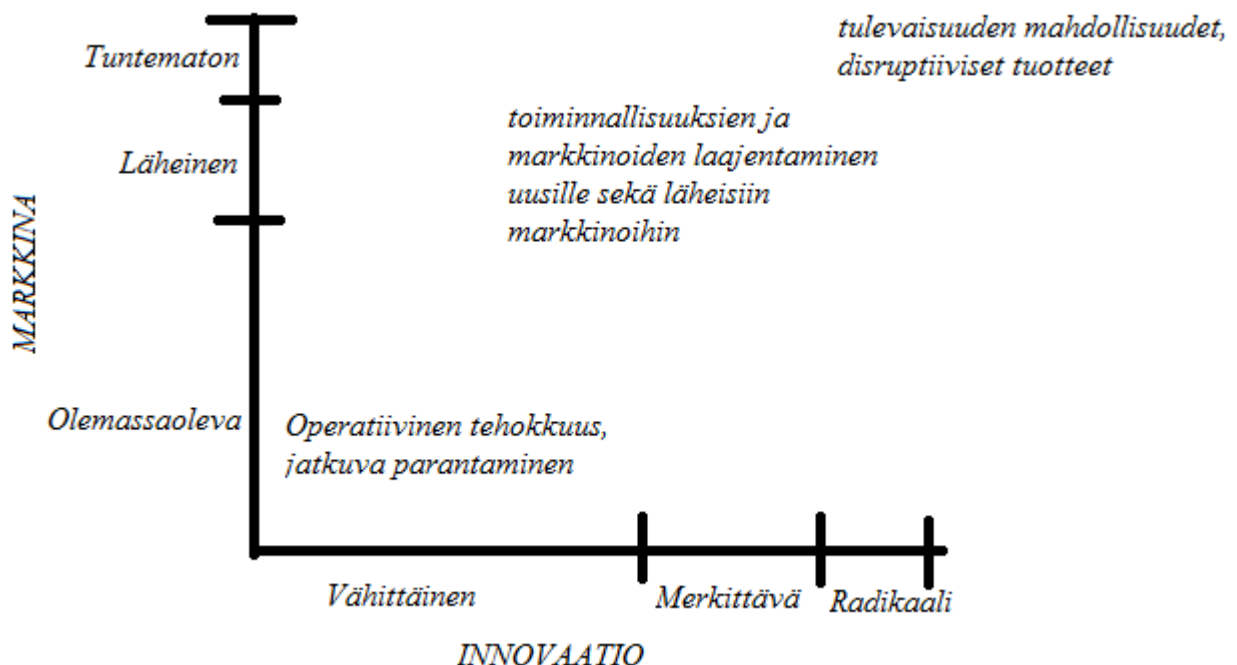 tulevaisuuden mahdollisuudet,
disruptiiviset tuotteet
Tuntematon
toiminnallisuuksien ja
markkinoiden laajentaminen
uusille sekä läheisiin
markkinoihin
Läheinen
MARKKINA
Olemassaoleva
Operatiivinen tehokkuus,
jatkuva parantaminen
Vähittäinen
Merkittävä
Radikaali
INNOVAATIO